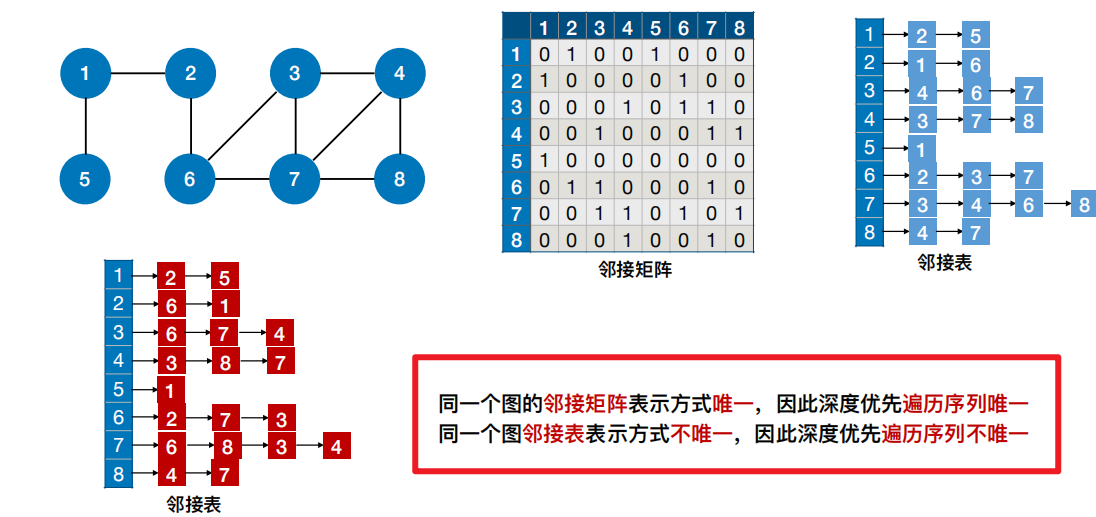 1 2 3 4
5 6 7 8
1 2 3 4 5 6 7 8
1 0 1 0 0 1 0 0 0
2 1 0 0 0 0 1 0 0
3 0 0 0 1 0 1 1 0
4 0 0 1 0 0 0 1 1
5 1 0 0 0 0 0 0 0
6 0 1 1 0 0 0 1 0
7 0 0 1 1 0 1 0 1
8 0 0 0 1 0 0 1 0
邻接矩阵
1 2 5
2 1 6
3 4 6 7
4 3 7 8
5 1
6 2 3 7
7 3 4 6 8
8 4 7
邻接表
1 2 5
2 6 1
3 6 7 4
4 3 8 7
5 1
6 2 7 3
7 6 8 3 4
8 4 7
邻接表
同一个图的邻接矩阵表示方式唯一，因此深度优先遍历序列唯一
同一个图邻接表表示方式不唯一，因此深度优先遍历序列不唯一